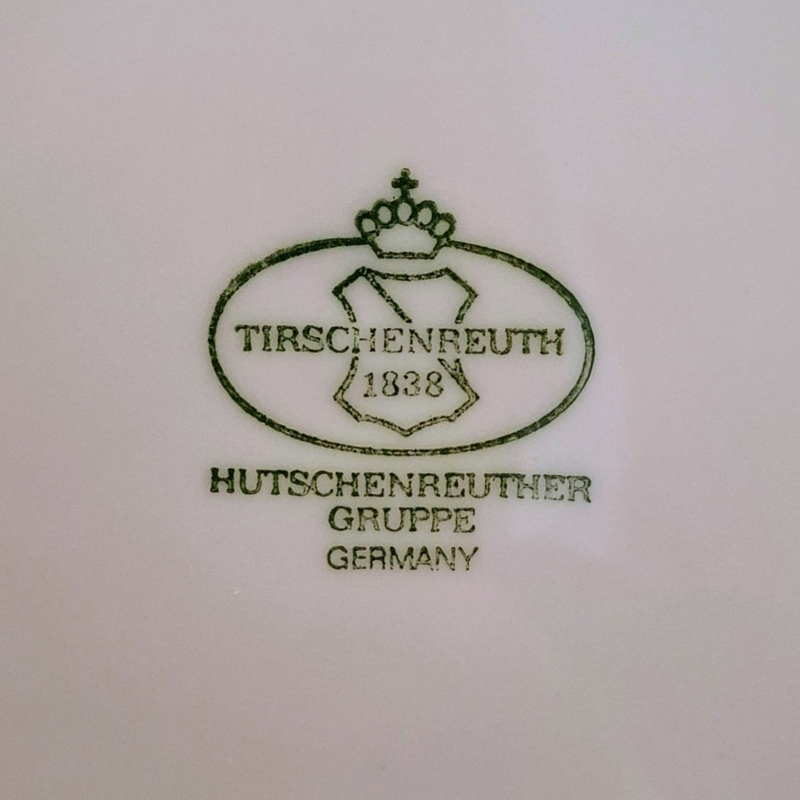 TIRSCHENREUTH
1838
HUTSCHENREUTHER
GRUPPE
GERMANY